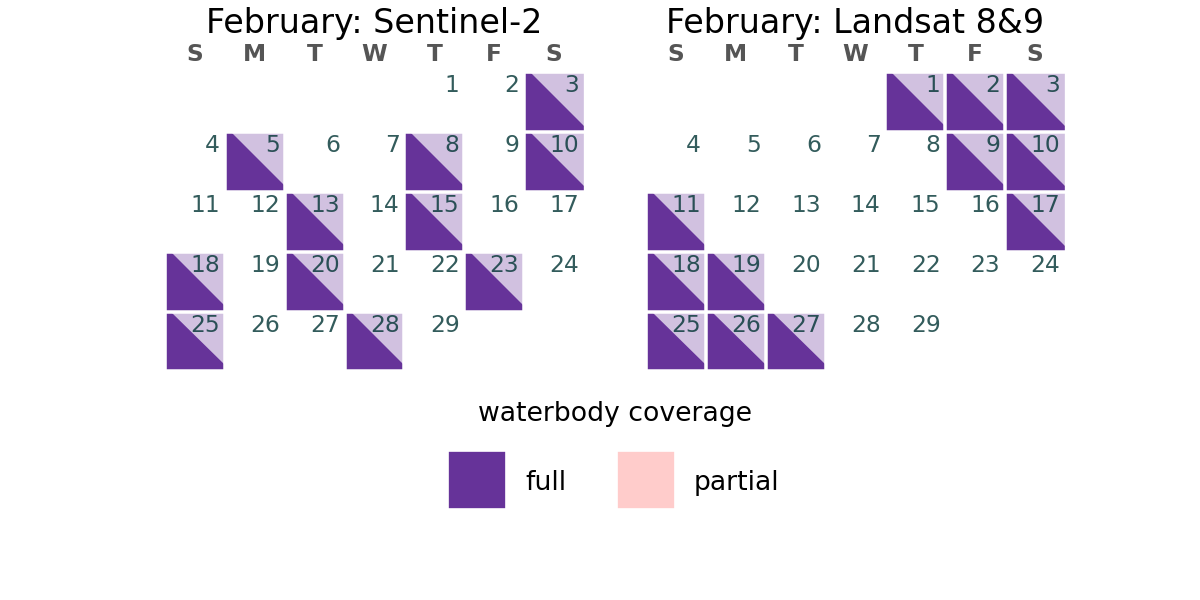 February: Sentinel-2
S M T W T F S
1 2 3
4 5 6 7 8 9 10
11 12 13 14 15 16 17
18 19 20 21 22 23 24
25 26 27 28 29
February: Landsat 8&9
S M T W T F S
1 2 3
4 5 6 7 8 9 10
11 12 13 14 15 16 17
18 19 20 21 22 23 24
25 26 27 28 29
waterbody coverage
full partial